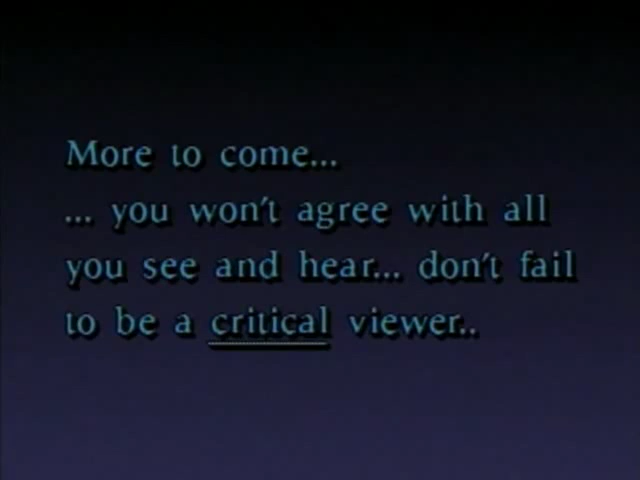 More to come...
... you won't agree with all
you see and hear... don't fail
to be a critical viewer..